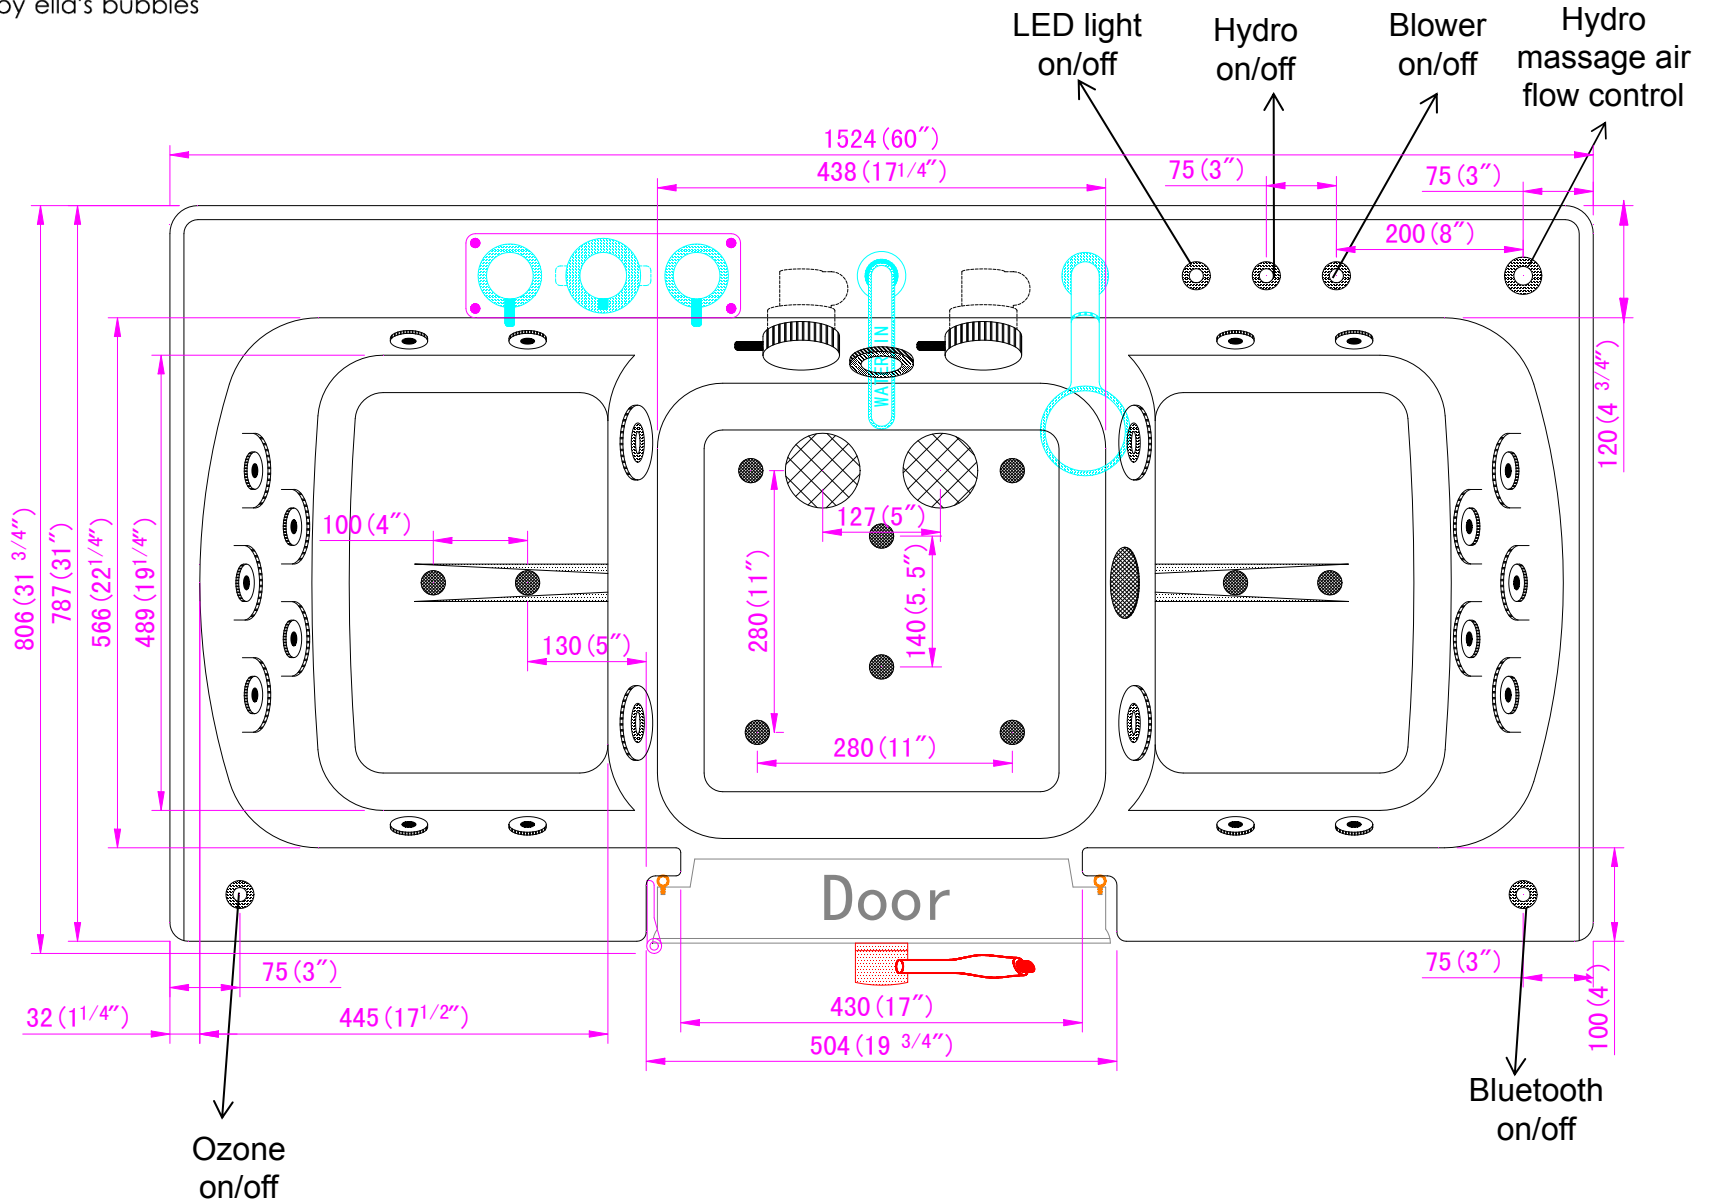 by ella's bubbles
LED light
on/off
Hydro
on/off
Blower
on/off
Hydro
massage air
flow control
1524(60")
438(17 1/4")
75(3")
75(3")
200(8")
120(4 3/4")
WATER IN
806(31 3/4")
787(31")
566(22 1/4")
489(19 1/4")
100(4")
127(5")
280(11")
140(5.5")
130(5")
280(11")
Door
75(3")
75(3")
32(1 1/4")
445(17 1/2")
430(17")
504(19 3/4")
100(4")
Bluetooth
on/off
Ozone
on/off